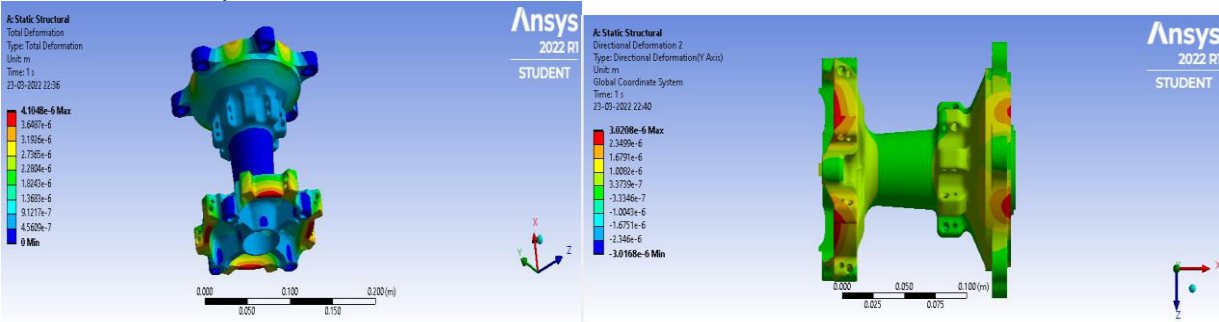 A: Static Structural
Total Deformation
Type: Total Deformation
Unit: m
Time: 1 s
23-03-2022 22:36
4.1048e-6 Max
3.6487e-6
3.1926e-6
2.7365e-6
2.2804e-6
1.8243e-6
1.3683e-6
9.1217e-7
4.5609e-7
0 Min
Ansys
2022 R1
STUDENT
X
Y
Z
0.000
0.100
0.200 (m)
0.050
0.150
A: Static Structural
Directional Deformation 2
Type: Directional Deformation(Y Axis)
Unit: m
Global Coordinate System
Time: 1 s
23-03-2022 22:40
3.0208e-6 Max
2.3499e-6
1.6791e-6
1.0082e-6
3.3739e-7
-3.3346e-7
-1.0043e-6
-1.6751e-6
-2.346e-6
-3.0168e-6 Min
Ansys
2022 R1
STUDENT
0.000
0.050
0.100 (m)
0.025
0.075
X
Z